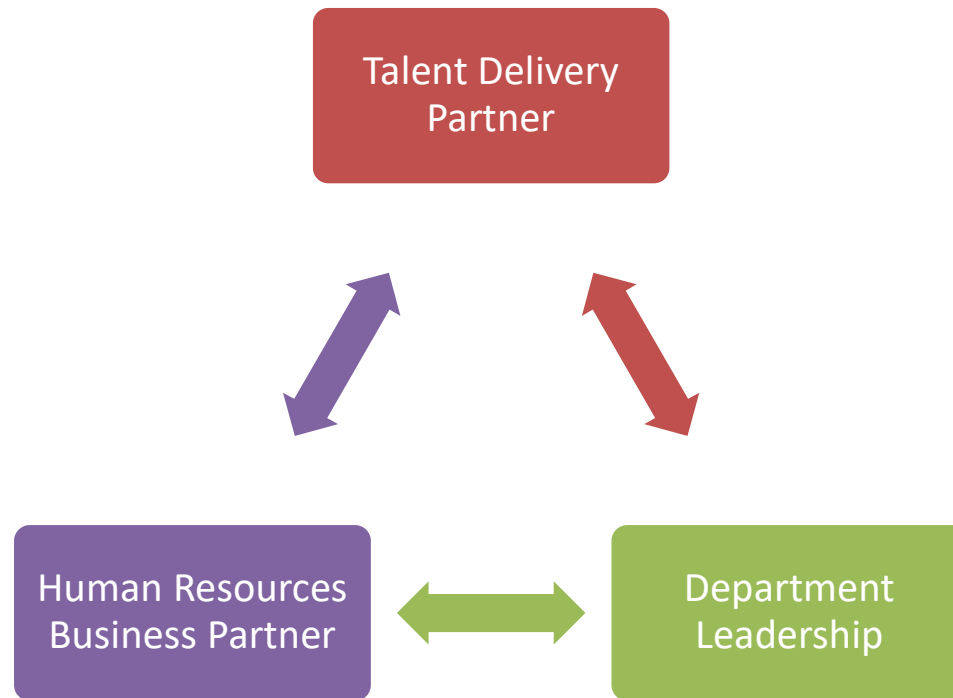 Talent Delivery
Partner
Human Resources
Business Partner
Department
Leadership